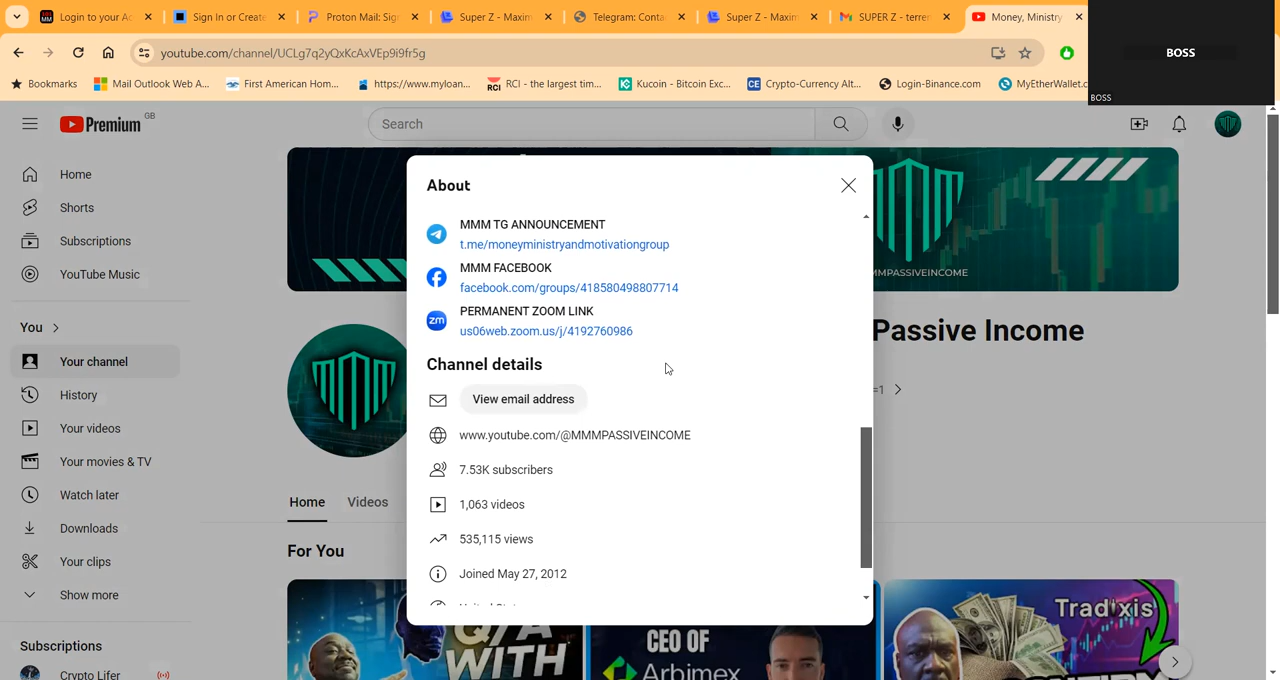 Login to your Ac
Sign In or Create
Proton Mail: Sig
Super Z - Maxim
Telegram: Conta
Super Z - Maxim
SUPER Z - terren
Money, Ministry
youtube.com/channel/UCLg7q2yQxKcAxVEp9i9fr5g
Bookmarks
Mail Outlook Web A...
First American Hom...
https://www.myloan...
RCI - the largest tim...
Kucoin - Bitcoin Exc...
Crypto-Currency Alt...
Login-Binance.com
MyEtherWallet.c
BOSS
BOSS
Premium
GB
Search
Home
Shorts
Subscriptions
YouTube Music
You
Your channel
History
Your videos
Your movies & TV
Watch later
Downloads
Your clips
Show more
Subscriptions
Crypto Lifer
MMPASSIVEINCOME
Passive Income
=1
Home
Videos
For You
About
MMM TG ANNOUNCEMENT
t.me/moneyministryandmotivationgroup
MMM FACEBOOK
facebook.com/groups/418580498807714
PERMANENT ZOOM LINK
us06web.zoom.us/j/4192760986
Channel details
View email address
www.youtube.com/@MMMPASSIVEINCOME
7.53K subscribers
1,063 videos
535,115 views
Joined May 27, 2012
Q/A
WITH
CEO OF
Arbimex
Tradixis